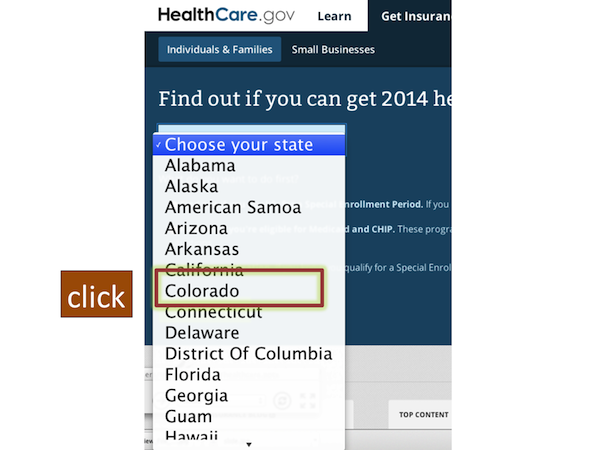 HealthCare.gov Learn Get Insuran
Individuals & Families Small Businesses
Find out if you can get 2014 he
✓ Choose your state
Alabama
Alaska
American Samoa
nrollment Period. If you
Arizona
and CHIP. These progra
Arkansas
California
qualify for a Special Enrol
click
Colorado
Connecticut
Delaware
District Of Columbia
Florida
Georgia
Guam
TOP CONTENT
Hawaii